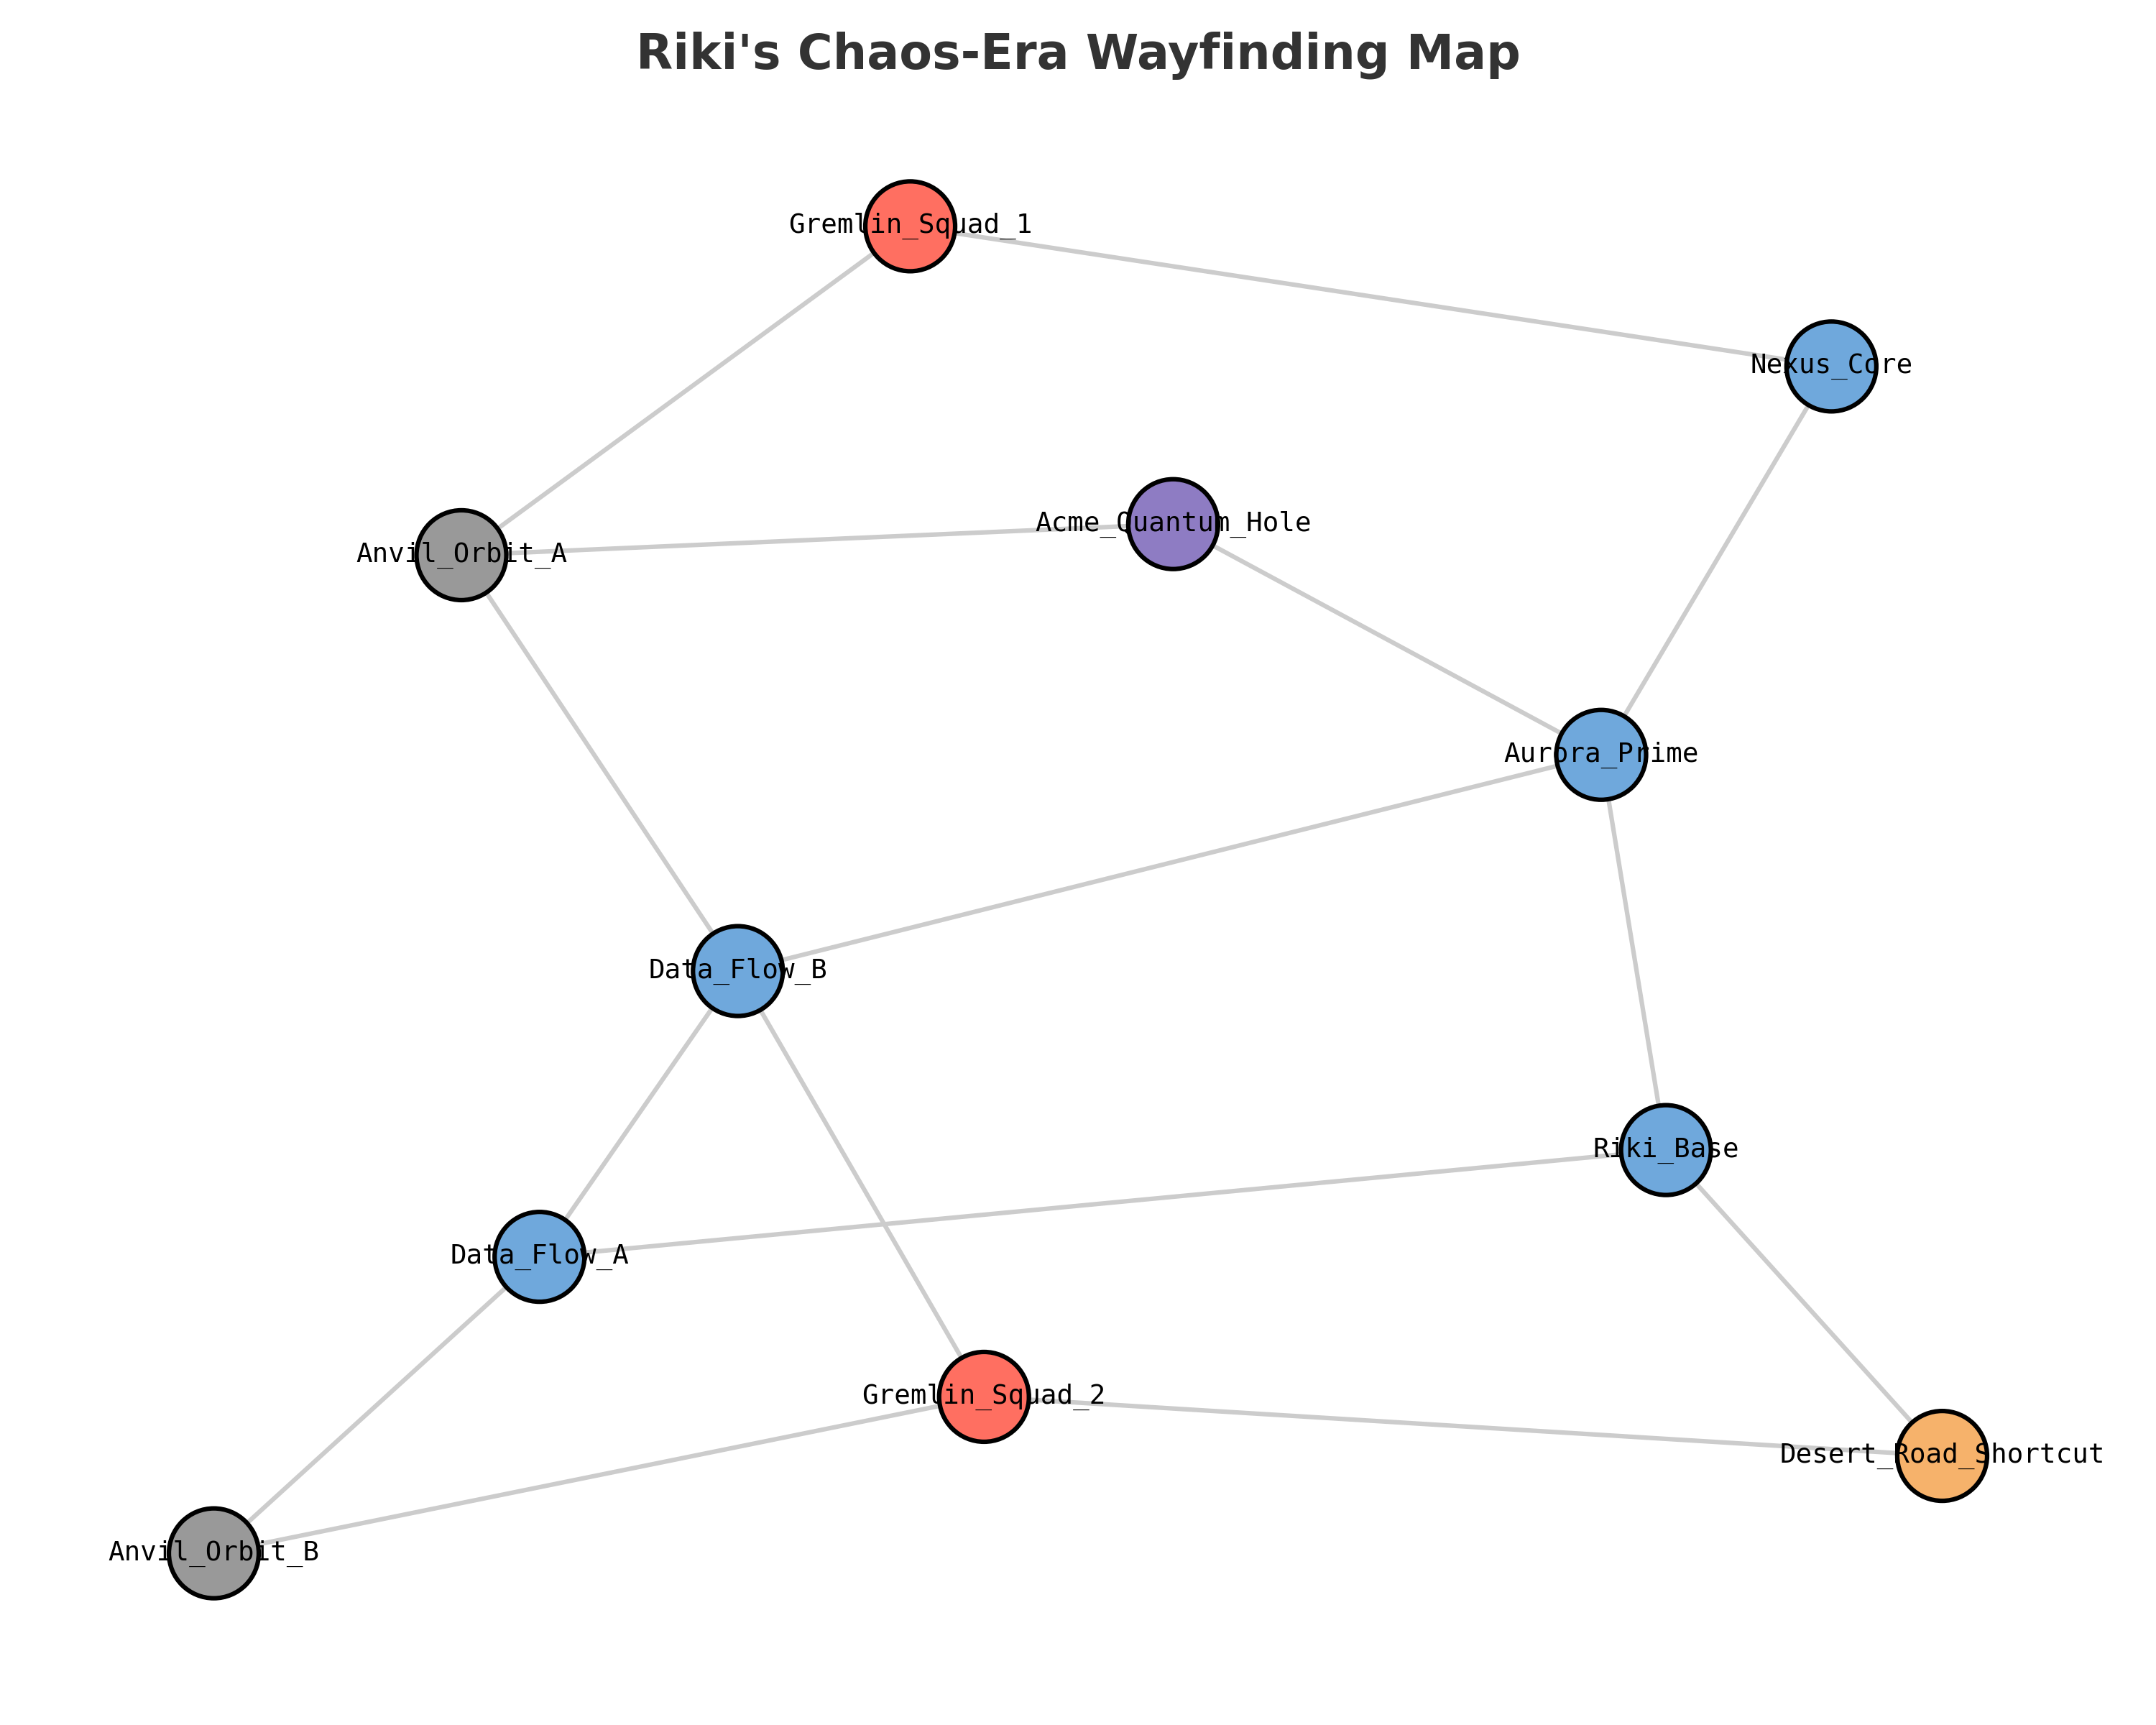 Riki's Chaos-Era Wayfinding Map
Gremlin_Squad_1
Nexus_Core
Acme_Quantum_Hole
Anvil_Orbit_A
Aurora_Prime
Data_Flow_B
Riki_Base
Data_Flow_A
Gremlin_Squad_2
Desert_Road_Shortcut
Anvil_Orbit_B